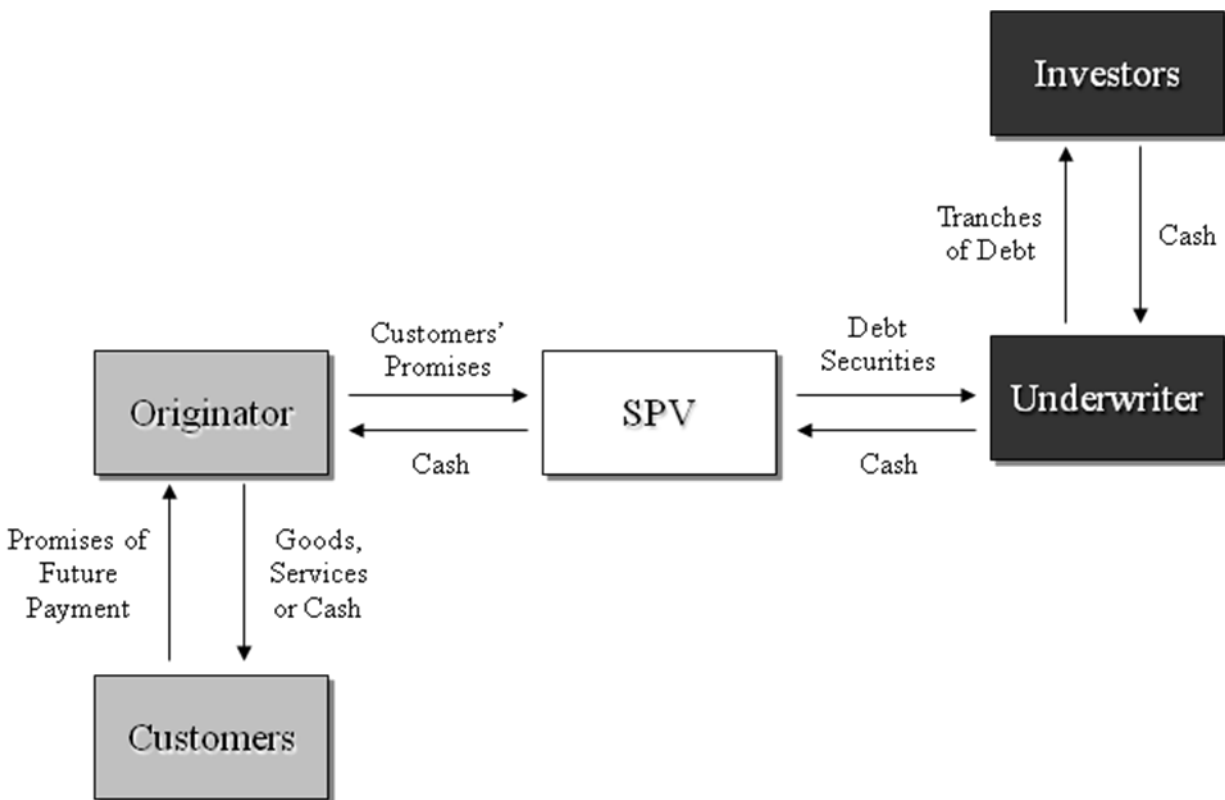 Investors
Tranches
of Debt
Cash
Customers’
Promises
Debt
Securities
Originator
SPV
Underwriter
Cash
Cash
Promises of
Future
Payment
Goods,
Services
or Cash
Customers